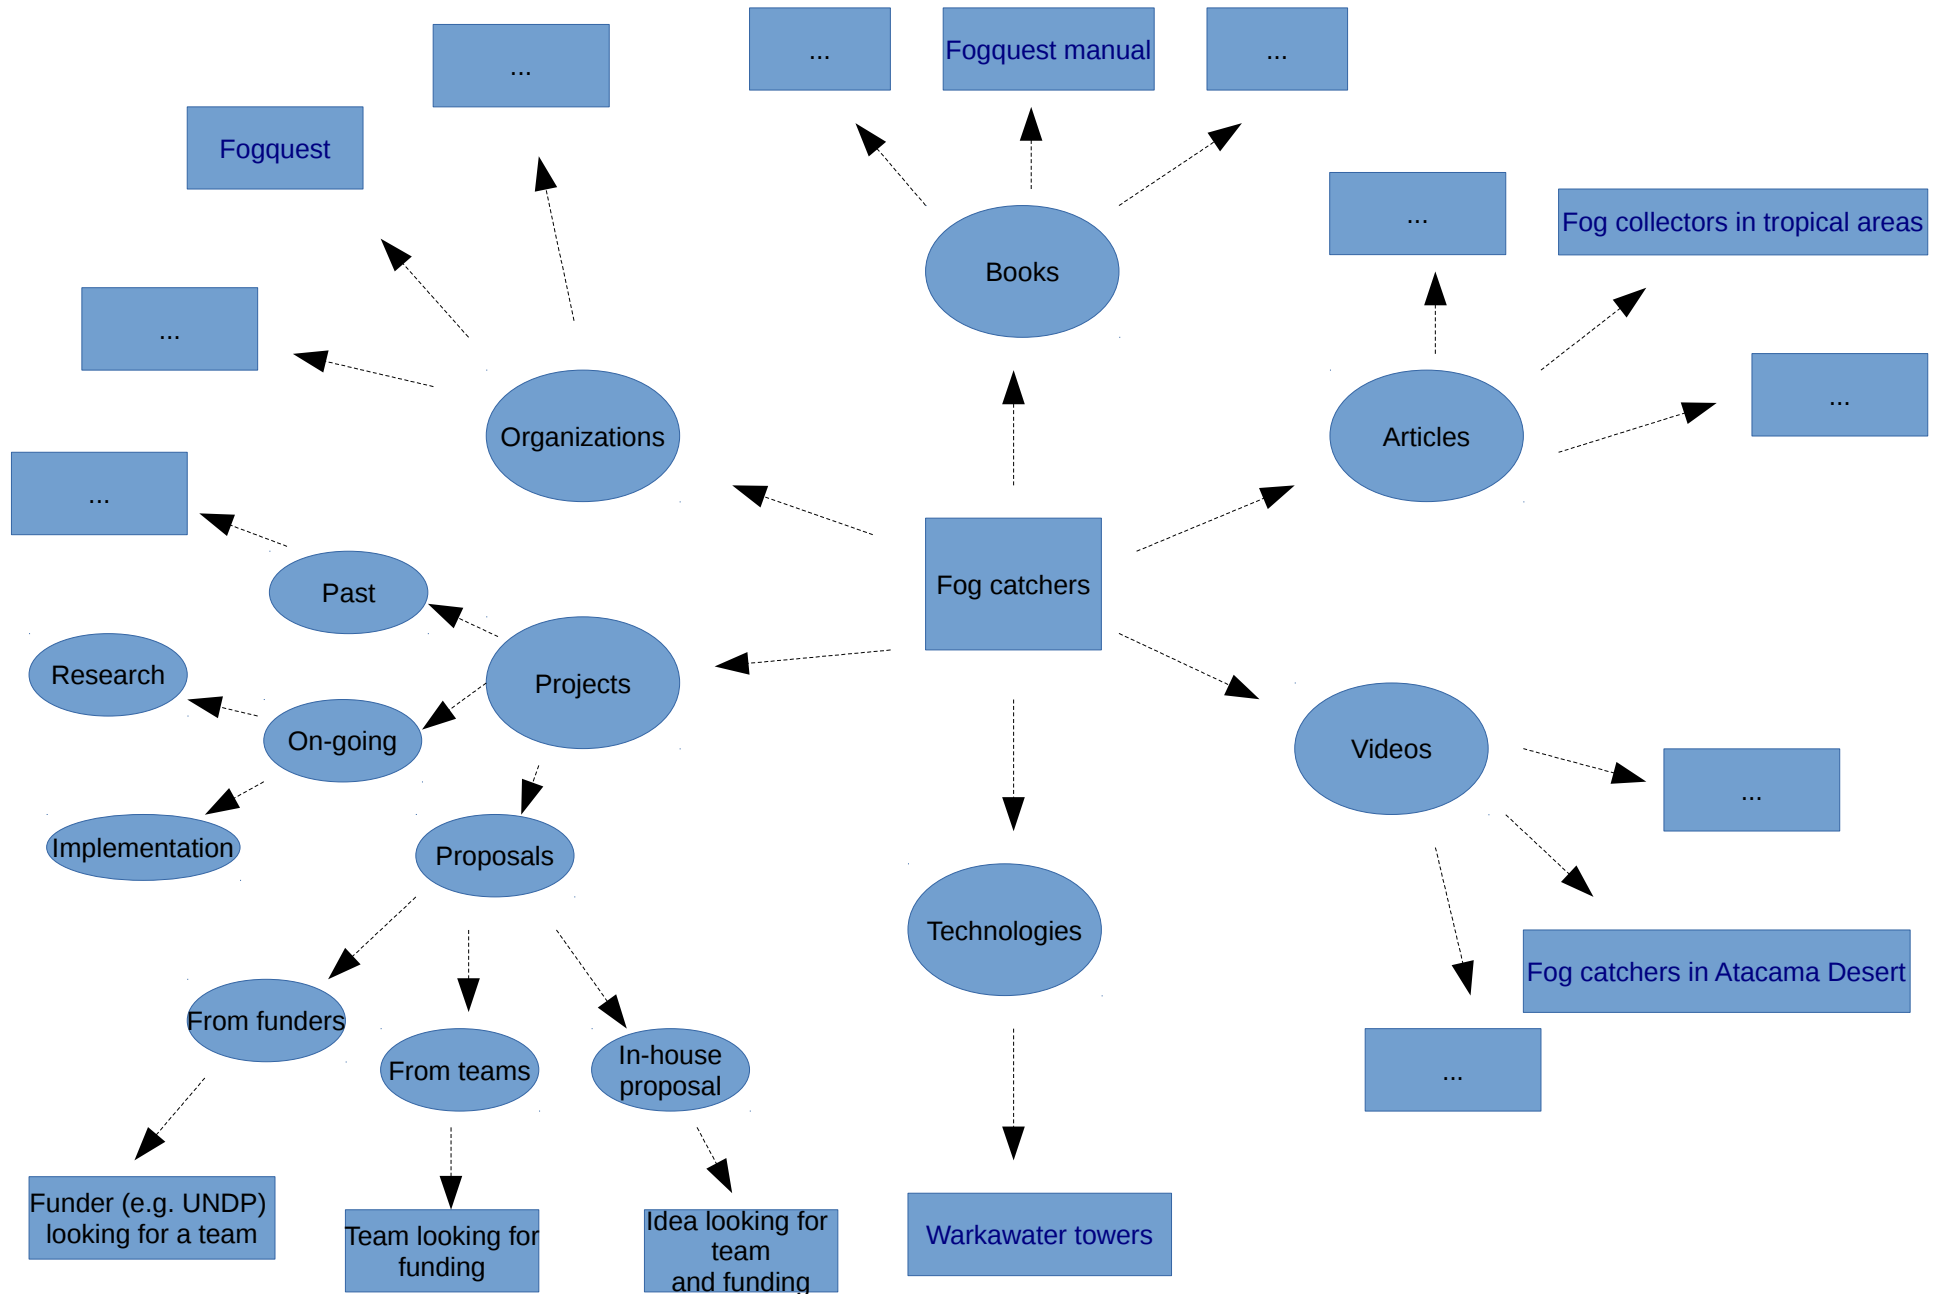 ...
Fogquest manual
...
...
Fogquest
...
Fog collectors in tropical areas
Books
...
...
Organizations
Articles
...
Past
Fog catchers
Research
Projects
On-going
Videos
...
Implementation
Proposals
Technologies
Fog catchers in Atacama Desert
From funders
From teams
In-house
proposal
...
Funder (e.g. UNDP)
looking for a team
Team looking for
funding
Idea looking for
team
and funding
Warkawater towers